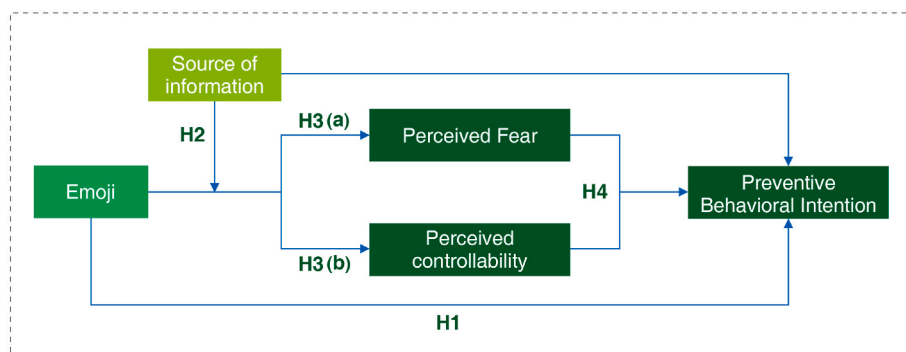 Source of
information
H2
H3(a)
Perceived Fear
Emoji
H4
Preventive
Behavioral Intention
Perceived
controllability
H3(b)
H1